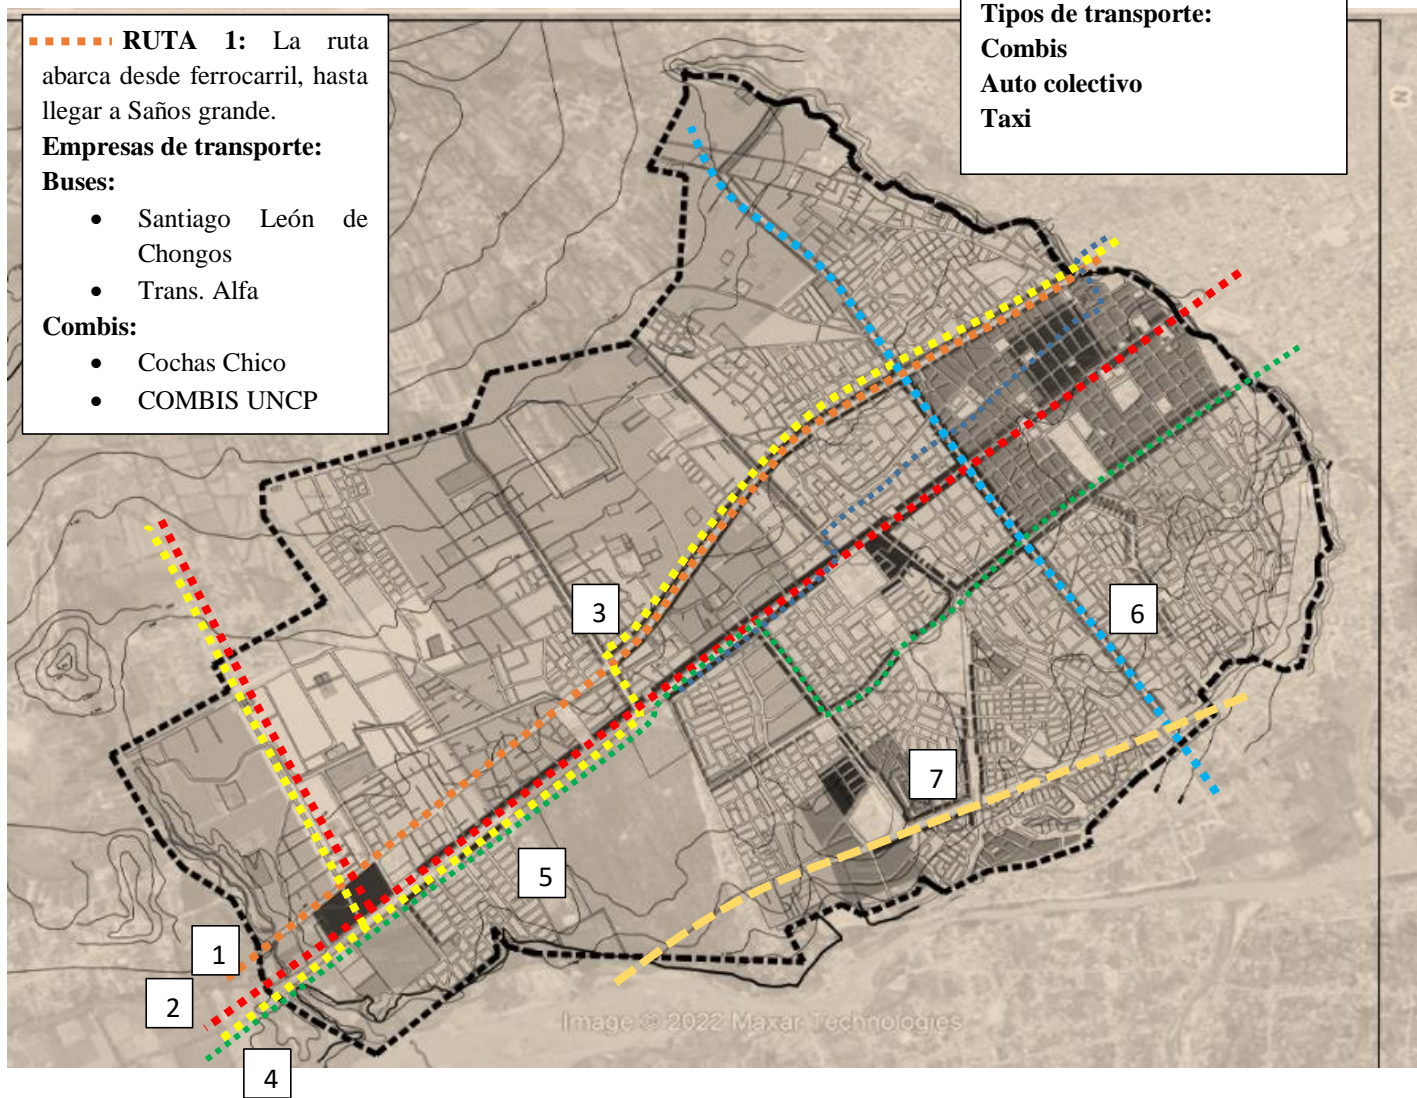 RUTA 1: La ruta
abarca desde ferrocarril, hasta
llegar a Saños grande.
Empresas de transporte:
Buses:
• Santiago León de
Chongos
• Trans. Alfa
Combis:
• Cochas Chico
• COMBIS UNCP
Tipos de transporte:
Combis
Auto colectivo
Taxi
N
3
6
7
5
1
2
4
Image © 2022 Maxar Technologies